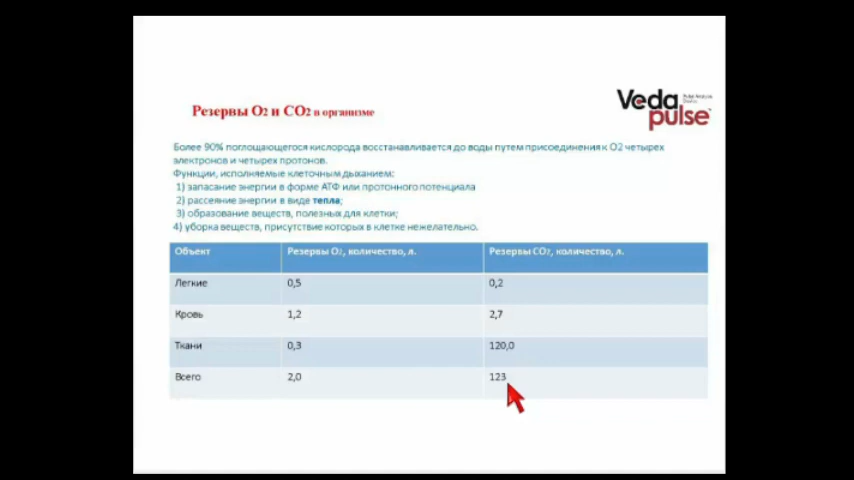 Veda
pulse
Резервы О2 и СО2 в организме
Более 90% поглощающегося кислорода восстанавливается до воды путем присоединения к О2 четырех
электронов и четырех протонов.
Функции, исполняемые клеточным дыханием:
1) запасание энергии в форме АТФ или протонного потенциала
2) рассеяние энергии в виде тепла;
3) образование веществ, полезных для клетки;
4) уборка веществ, присутствие которых в клетке нежелательно.
Объект Резервы О2, количество, л. Резервы СО2, количество, л.
Легкие 0,5 0,2
Кровь 1,2 2,7
Ткани 0,3 120,0
Всего 2,0 123